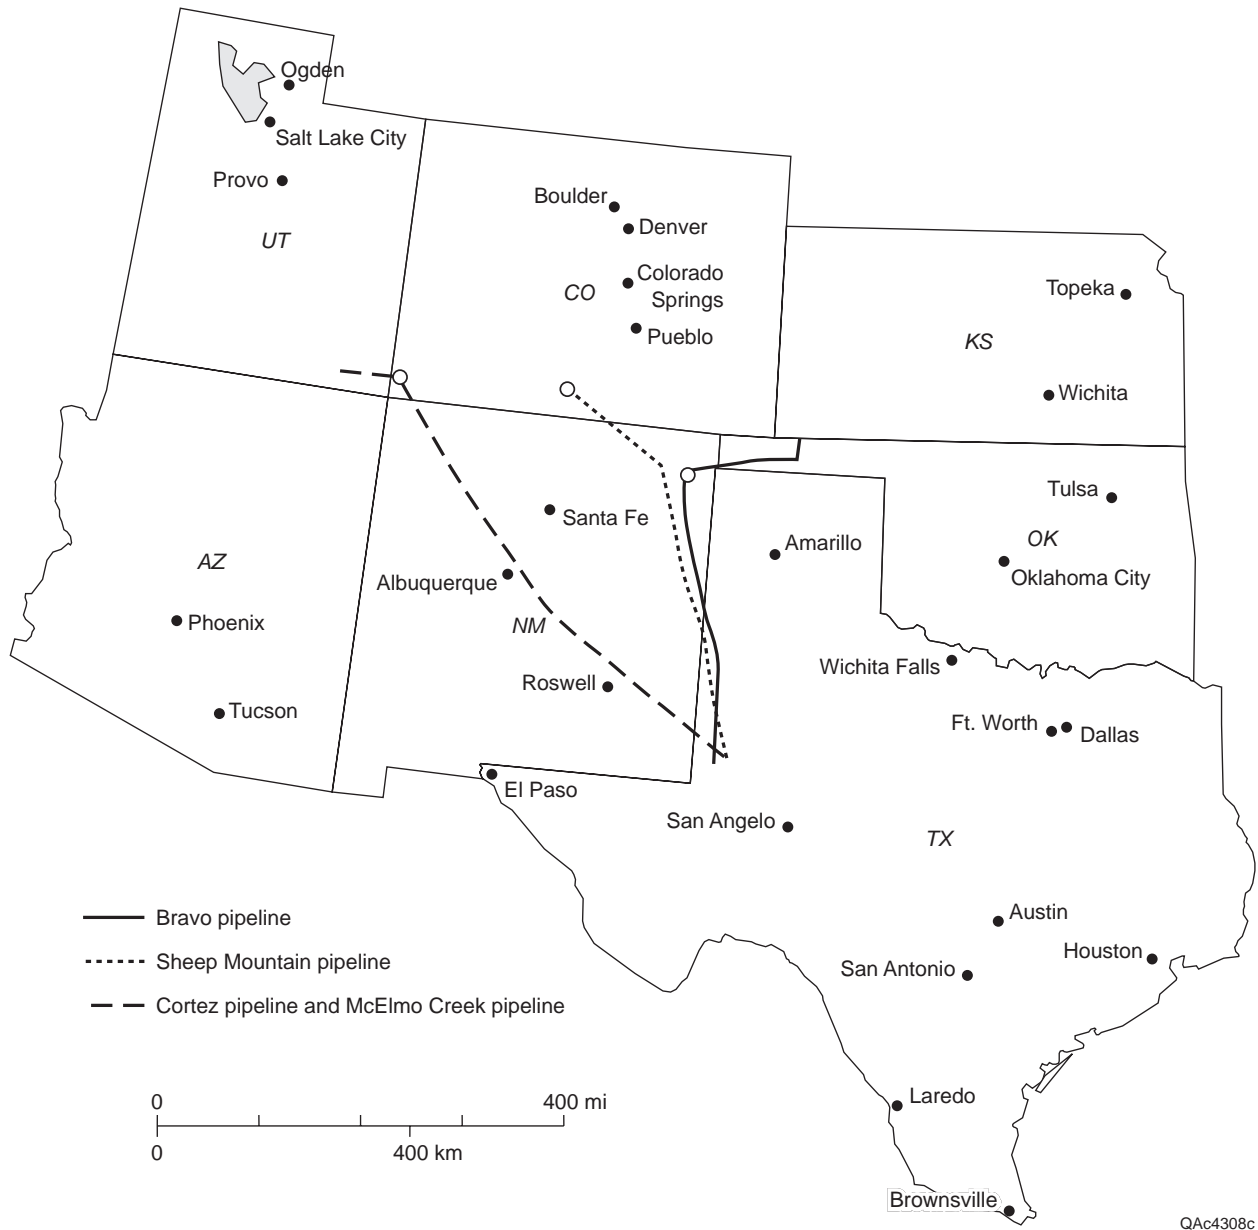 Ogden
Salt Lake City
Provo
UT
Boulder
Denver
CO
Colorado
Springs
Pueblo
Topeka
KS
Wichita
Santa Fe
Albuquerque
NM
Roswell
AZ
Phoenix
Tucson
Amarillo
Tulsa
OK
Oklahoma City
Wichita Falls
Ft. Worth
Dallas
El Paso
San Angelo
TX
Austin
Houston
San Antonio
Laredo
Brownsville
Bravo pipeline
Sheep Mountain pipeline
Cortez pipeline and McElmo Creek pipeline
0 400 mi
0 400 km
QAc4308c